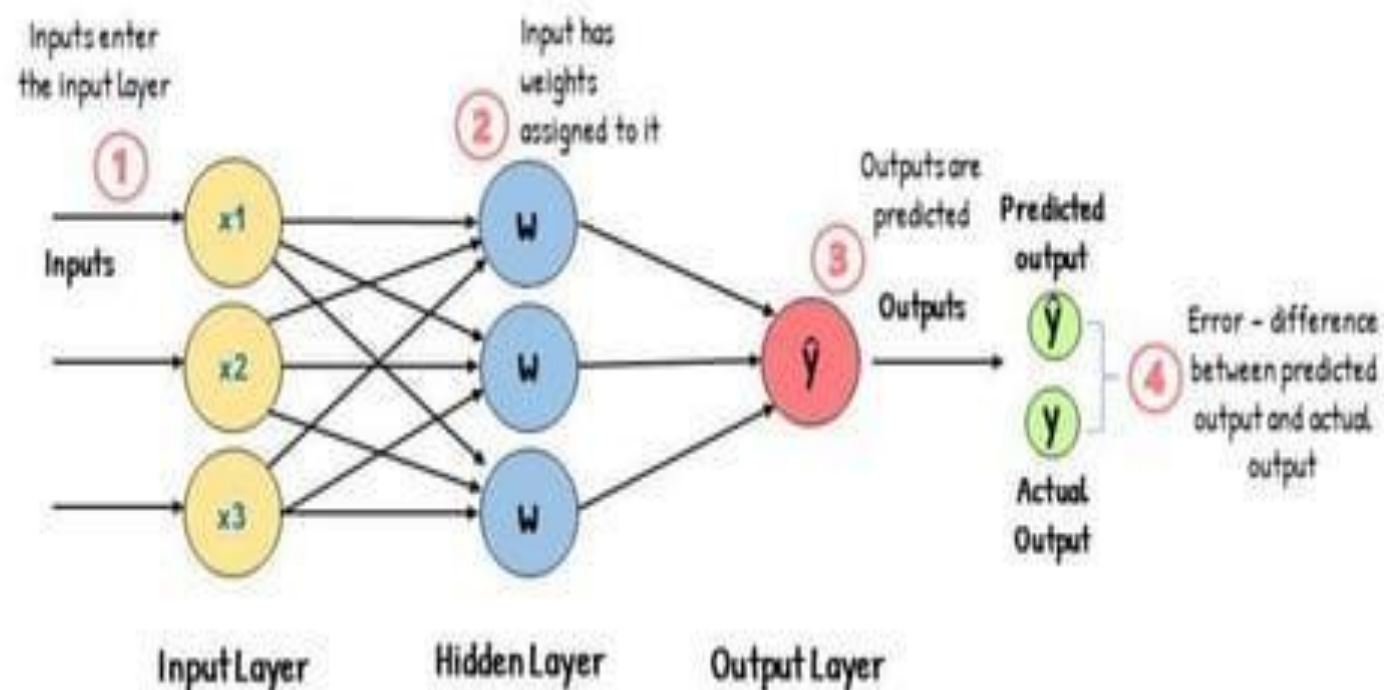 Inputs enter
the input layer
1
Inputs
x1
x2
x3
Input Layer
2
Input has
weights
assigned to it
w
w
w
Hidden Layer
3
Outputs are
predicted
ŷ
Outputs
Output Layer
Predicted
output
ŷ
y
Actual
Output
4
Error - difference
between predicted
output and actual
output